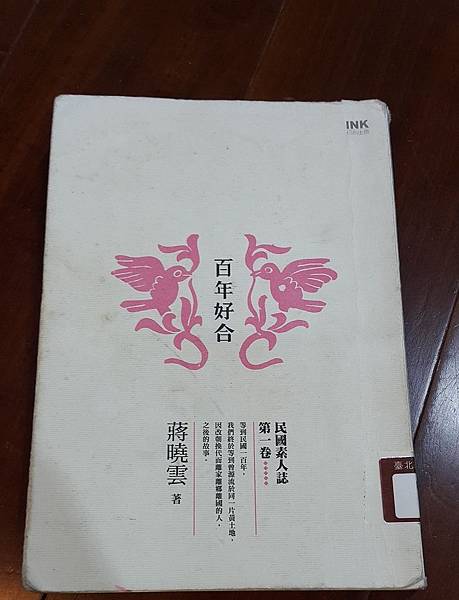 INK
百年好合
民國素人誌
第一卷
等到民國一百年，
我們終於等到曾源流於同一片黃土地，
因改朝換代而離家離鄉離國的人，
之後的故事。
蔣曉雲 著
臺北